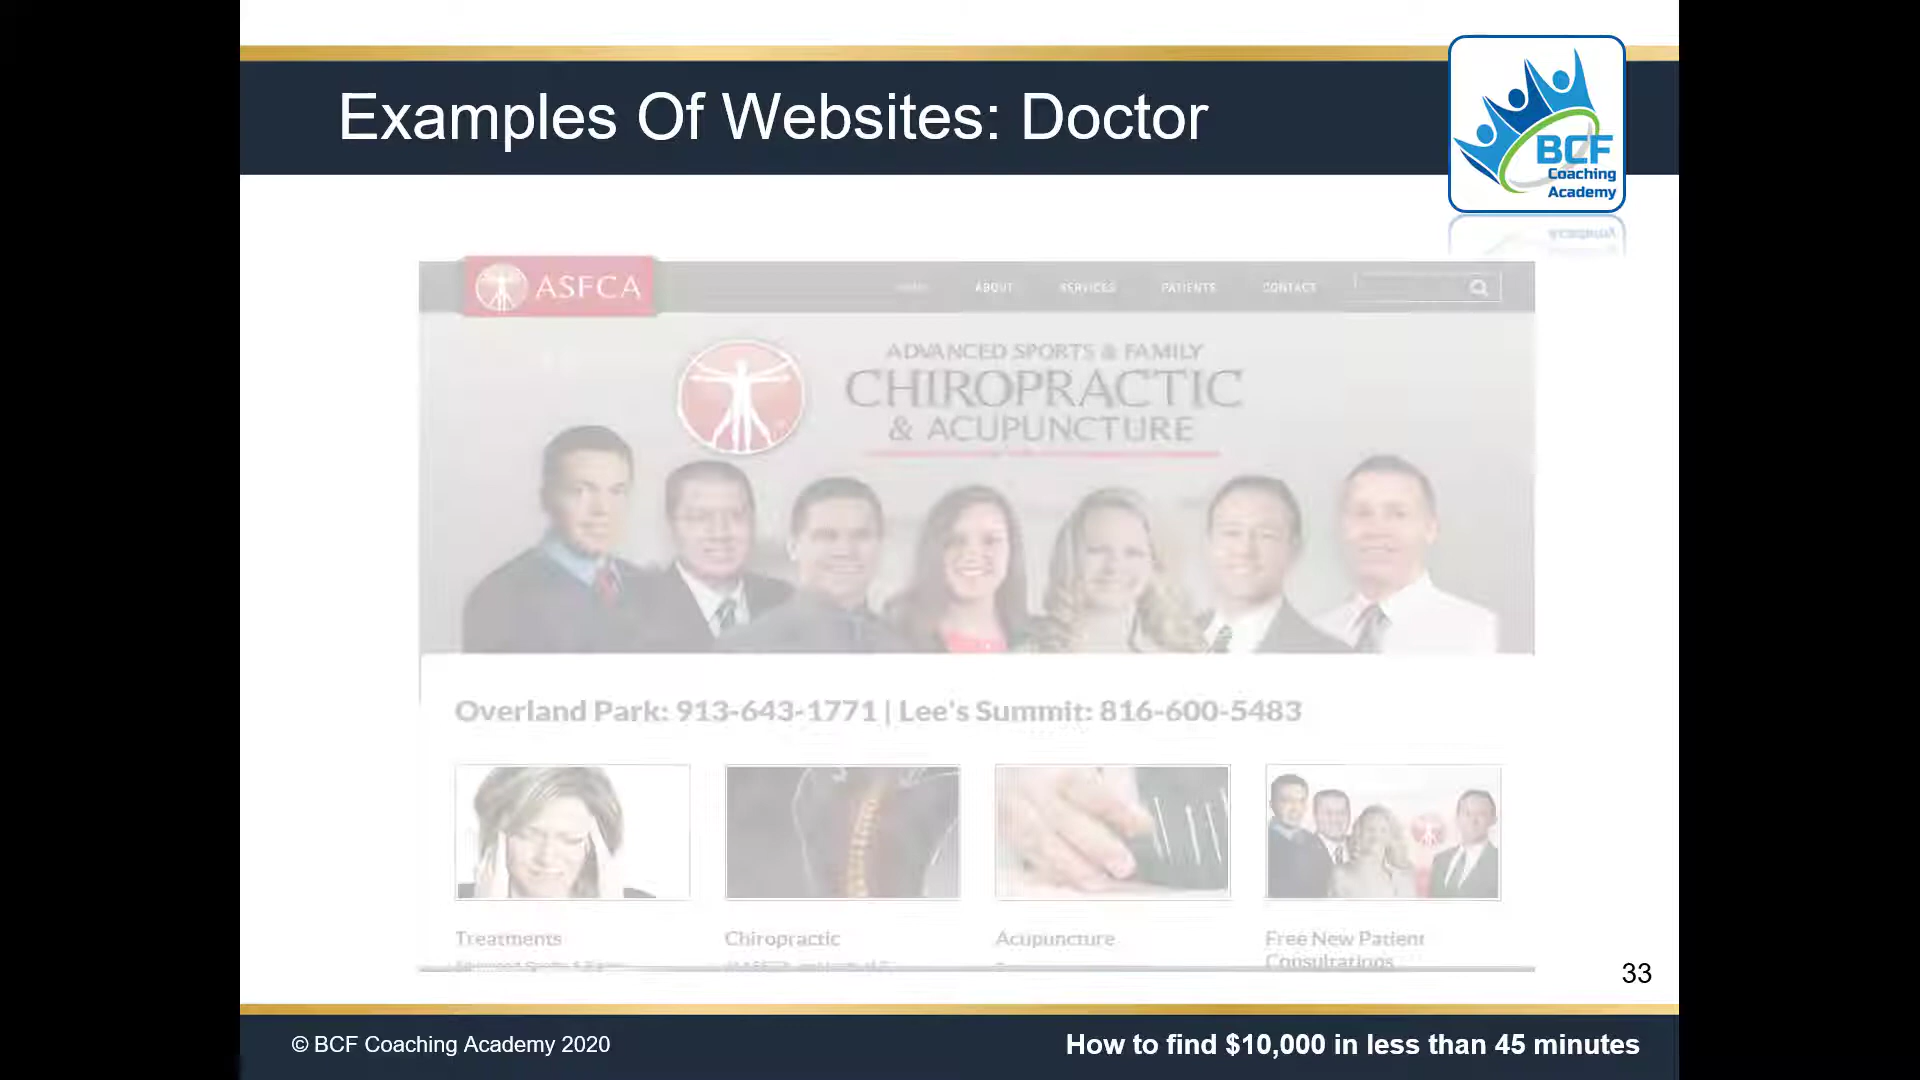 Examples Of Websites: Doctor
BCF
Coaching
Academy
ASFCA
ABOUT SERVICES PATIENTS CONTACT
ADVANCED SPORTS & FAMILY
CHIROPRACTIC
& ACUPUNCTURE
Overland Park: 913-643-1771 | Lee's Summit: 816-600-5483
Treatments Chiropractic Acupuncture Free New Patient
Consultations
33
© BCF Coaching Academy 2020 How to find $10,000 in less than 45 minutes